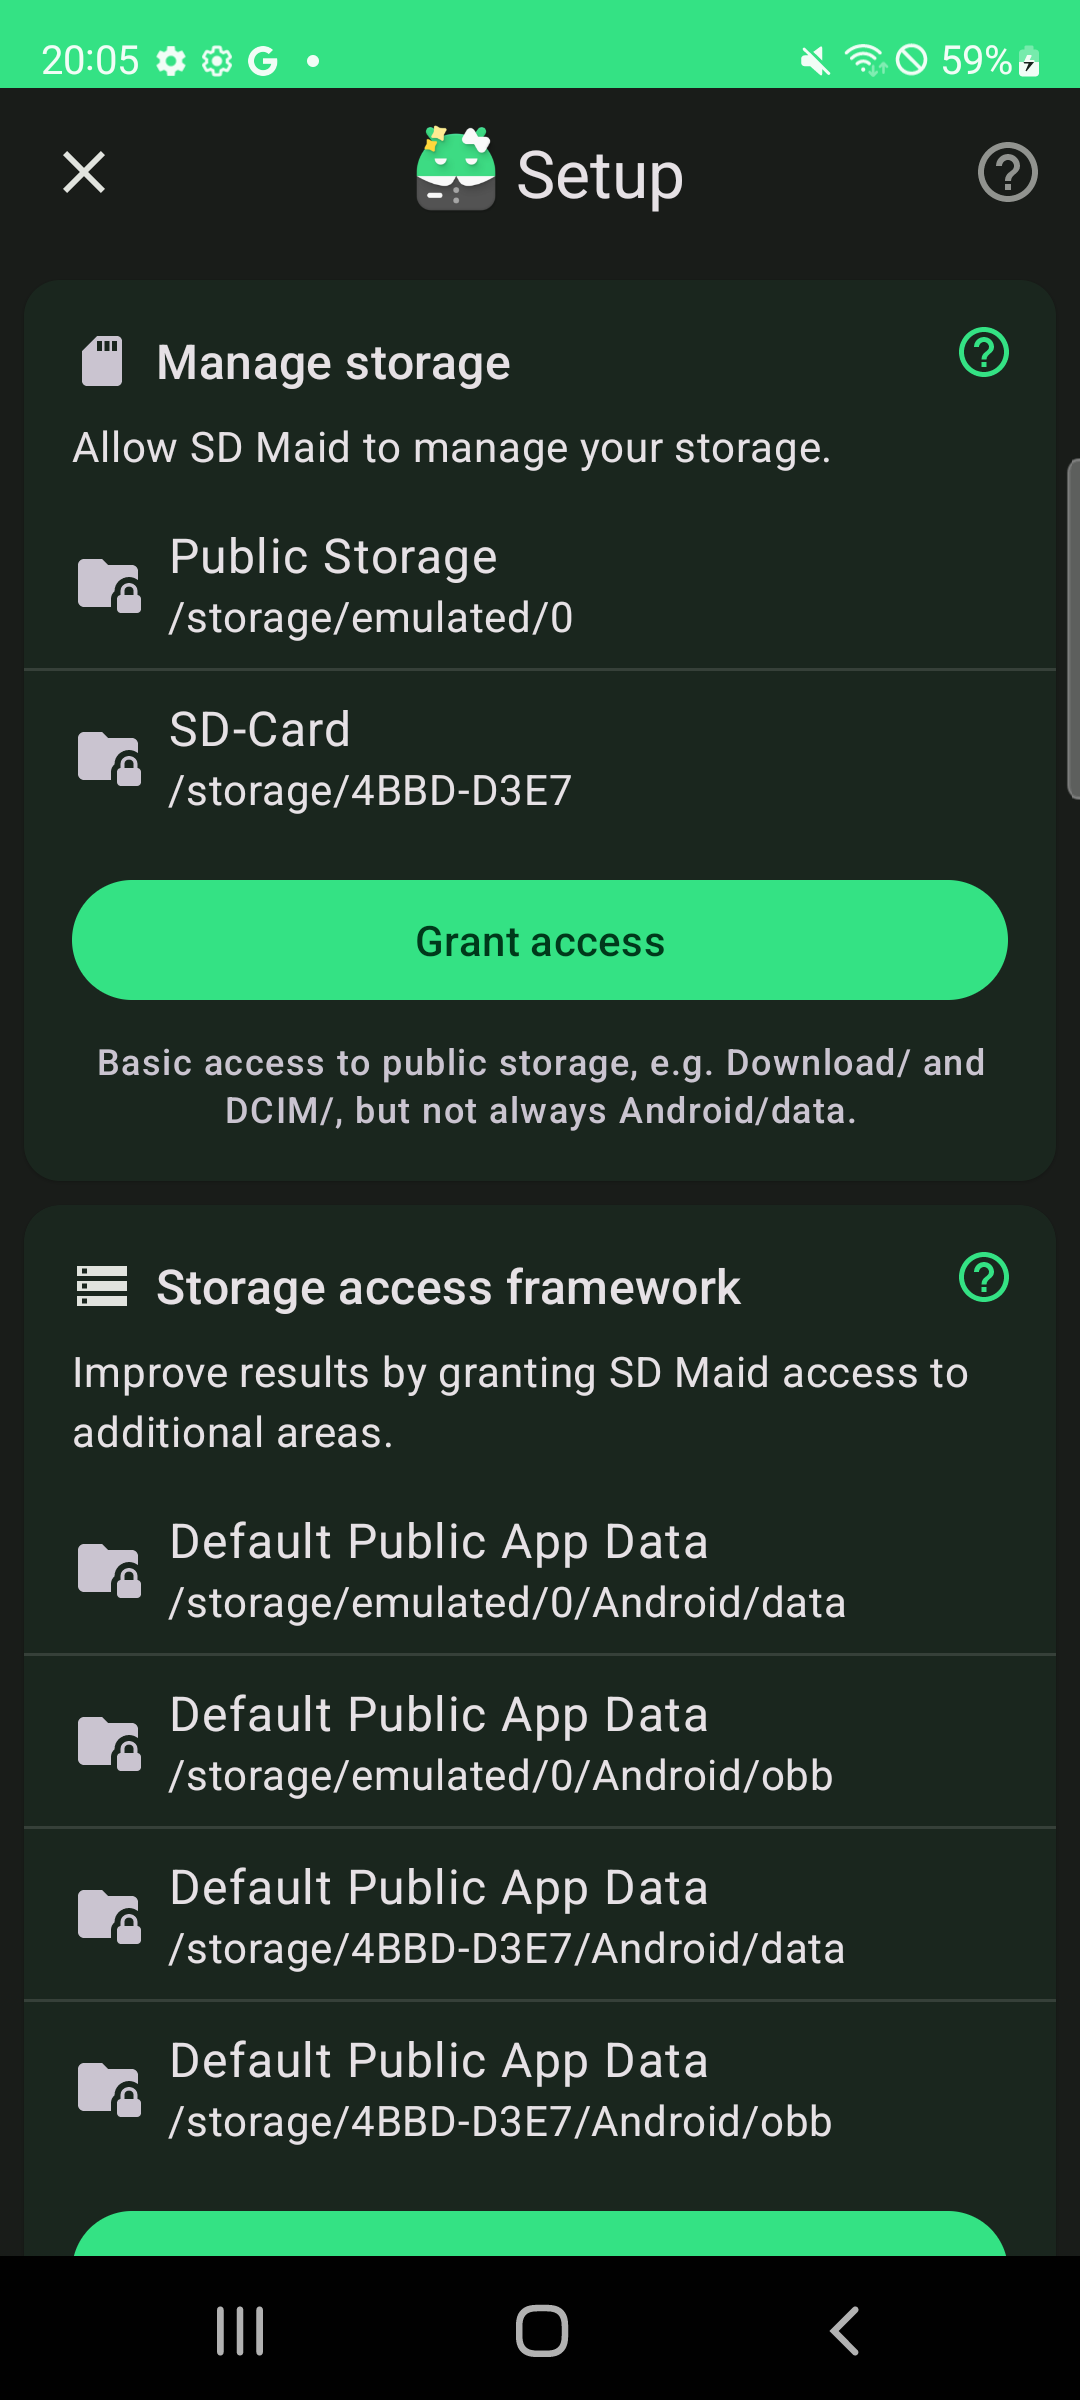 20:05
59%
Setup
Manage storage
Allow SD Maid to manage your storage.
Public Storage
/storage/emulated/0
SD-Card
/storage/4BBD-D3E7
Grant access
Basic access to public storage, e.g. Download/ and
DCIM/, but not always Android/data.
Storage access framework
Improve results by granting SD Maid access to
additional areas.
Default Public App Data
/storage/emulated/0/Android/data
Default Public App Data
/storage/emulated/0/Android/obb
Default Public App Data
/storage/4BBD-D3E7/Android/data
Default Public App Data
/storage/4BBD-D3E7/Android/obb